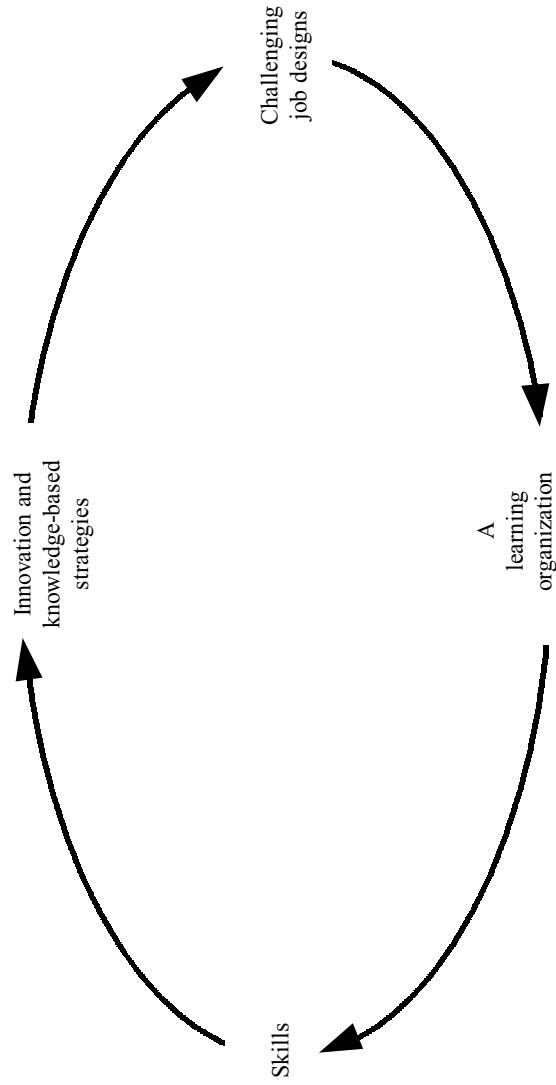 Innovation and
knowledge-based
strategies
Challenging
job designs
A
learning
organization
Skills